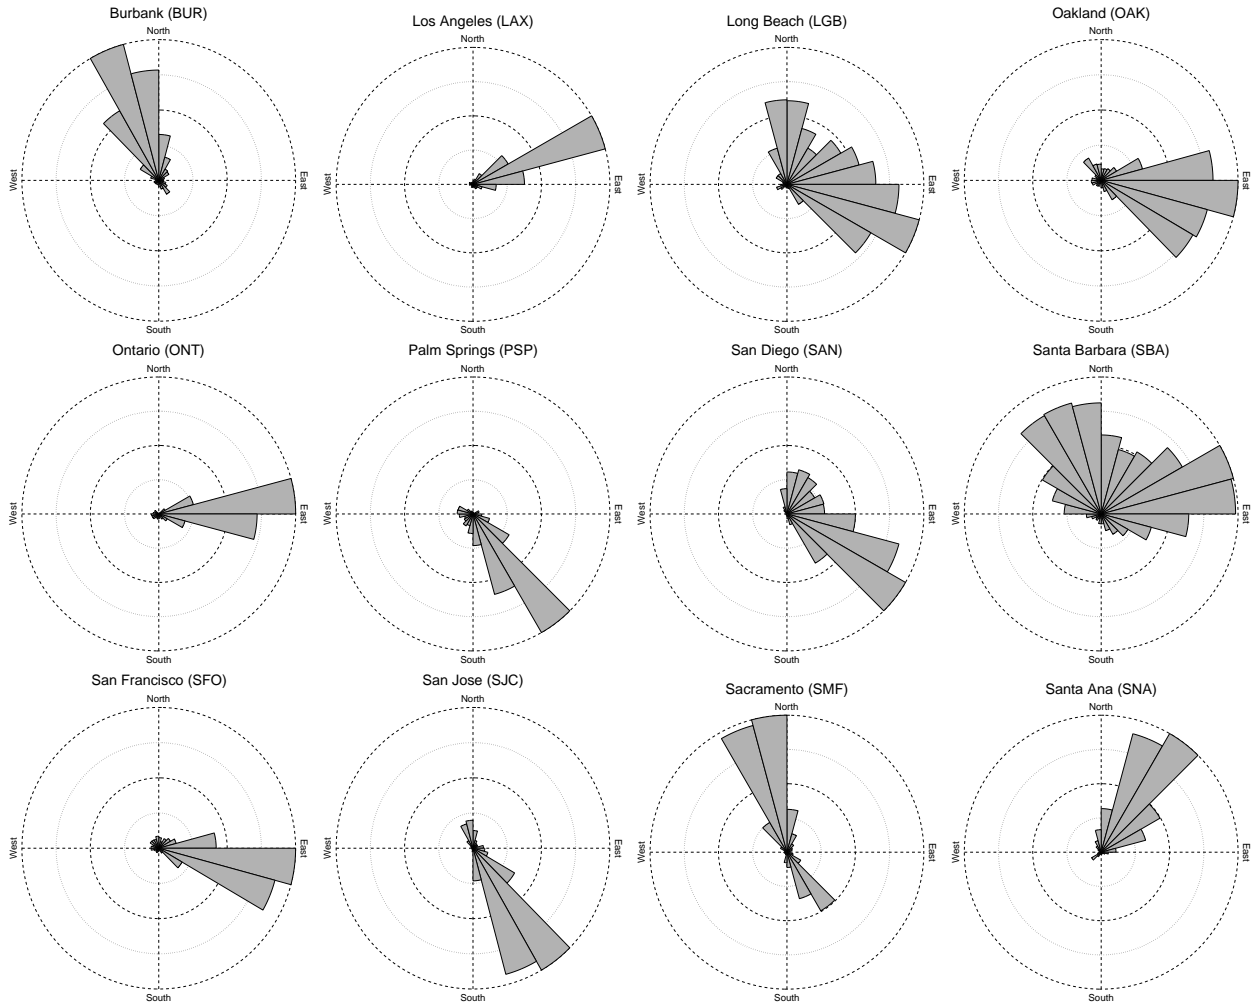 Burbank (BUR)
North
West
East
South
Los Angeles (LAX)
North
West
East
South
Long Beach (LGB)
North
West
East
South
Oakland (OAK)
North
West
East
South
Ontario (ONT)
North
West
East
South
Palm Springs (PSP)
North
West
East
South
San Diego (SAN)
North
West
East
South
Santa Barbara (SBA)
North
West
East
South
San Francisco (SFO)
North
West
East
South
San Jose (SJC)
North
West
East
South
Sacramento (SMF)
North
West
East
South
Santa Ana (SNA)
North
West
East
South